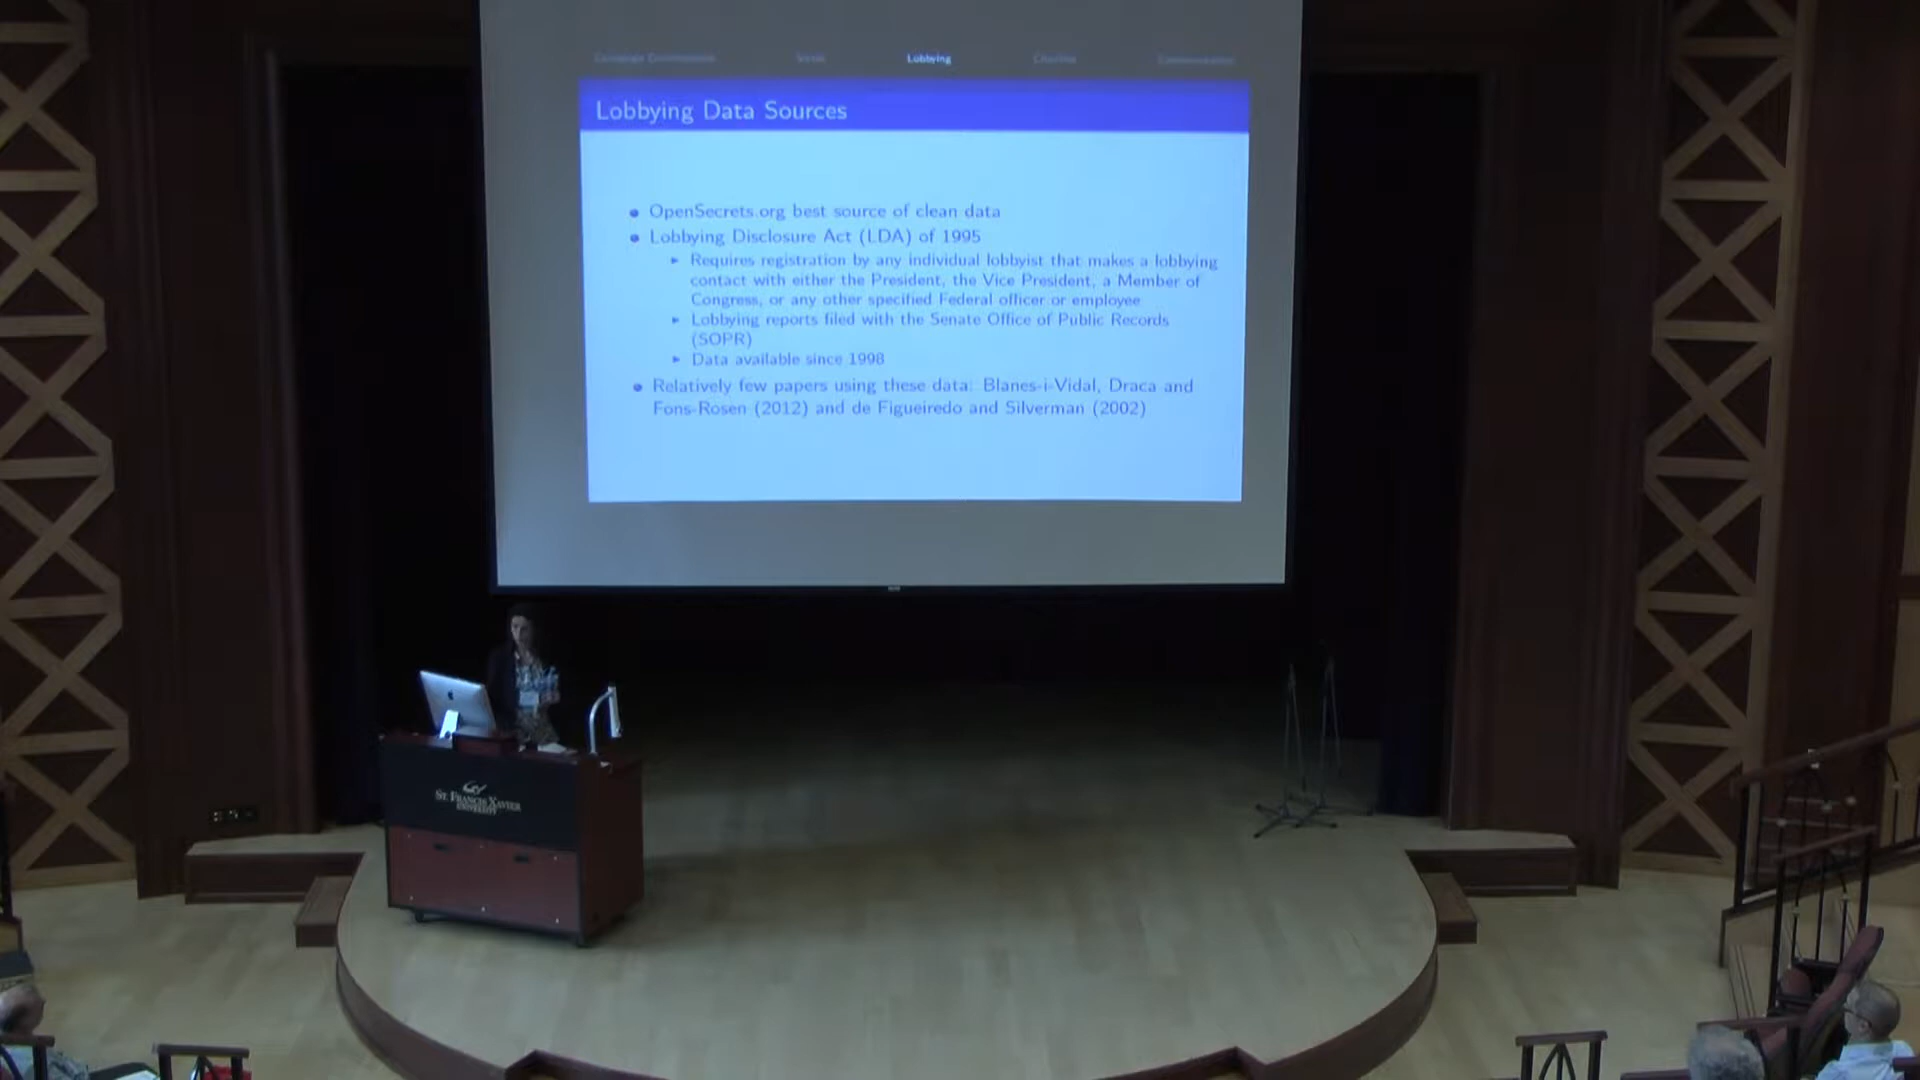 Lobbying
Lobbying Data Sources
OpenSecrets.org best source of clean data
Lobbying Disclosure Act (LDA) of 1995
Requires registration by any individual lobbyist that makes a lobbying
contact with either the President, the Vice President, a Member of
Congress, or any other specified Federal officer or employee
Lobbying reports filed with the Senate Office of Public Records
(SOPR)
Data available since 1998
Relatively few papers using these data: Blanes-i-Vidal, Draca and
Fons-Rosen (2012) and de Figueiredo and Silverman (2002)
ST. FRANCIS XAVIER
UNIVERSITY